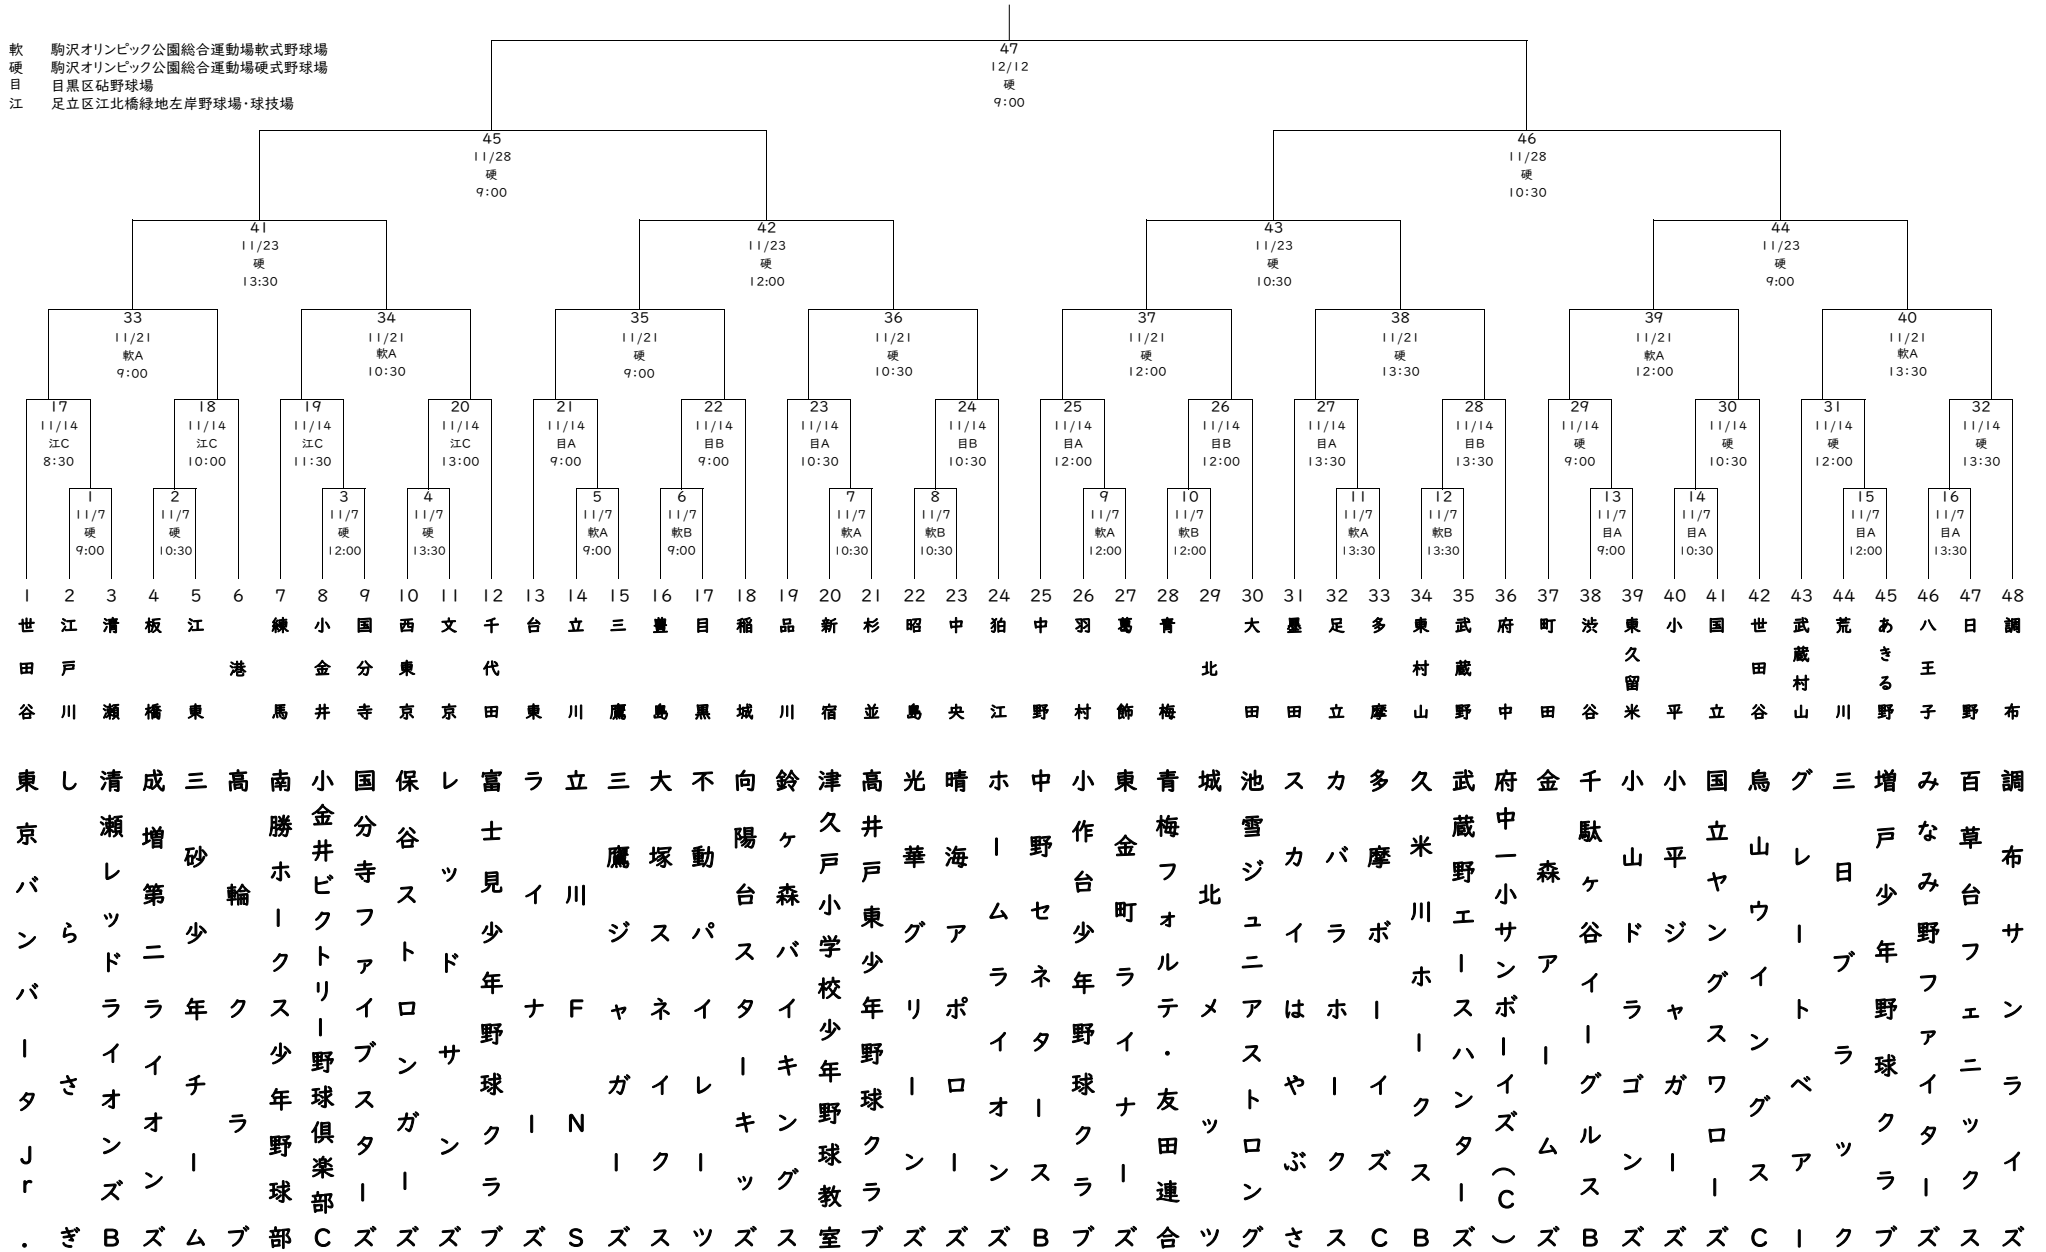 軟 駒沢オリンピック公園総合運動場軟式野球場
硬 駒沢オリンピック公園総合運動場硬式野球場
目 目黒区砧野球場
江 足立区江北橋緑地左岸野球場・球技場
47
12/12
硬
9:00
45
11/28
硬
9:00
46
11/28
硬
10:30
41
11/23
硬
13:30
42
11/23
硬
12:00
43
11/23
硬
10:30
44
11/23
硬
9:00
33
11/21
軟A
9:00
34
11/21
軟A
10:30
35
11/21
硬
9:00
36
11/21
硬
10:30
37
11/21
硬
12:00
38
11/21
硬
13:30
39
11/21
軟A
12:00
40
11/21
軟A
13:30
17
11/14
江C
8:30
18
11/14
江C
10:00
19
11/14
江C
11:30
20
11/14
江C
13:00
21
11/14
目A
9:00
22
11/14
目B
9:00
23
11/14
目A
10:30
24
11/14
目B
10:30
25
11/14
目A
12:00
26
11/14
目B
12:00
27
11/14
目A
13:30
28
11/14
目B
13:30
29
11/14
硬
9:00
30
11/14
硬
10:30
31
11/14
硬
12:00
32
11/14
硬
13:30
1
11/7
硬
9:00
2
11/7
硬
10:30
3
11/7
硬
12:00
4
11/7
硬
13:30
5
11/7
軟A
9:00
6
11/7
軟B
9:00
7
11/7
軟A
10:30
8
11/7
軟B
10:30
9
11/7
軟A
12:00
10
11/7
軟B
12:00
11
11/7
軟A
13:30
12
11/7
軟B
13:30
13
11/7
目A
9:00
14
11/7
目A
10:30
15
11/7
目A
12:00
16
11/7
目A
13:30
1
世田谷
東京バンバータJr.
2
江戸川
しらさぎ
3
清瀬
清瀬レッドライオンズB
4
板橋
成増第二ライオンズ
5
江東
三砂少年チーム
6
港
高輪クラブ
7
練馬
南勝ホークス少年野球部
8
小金井
小金井ビクトリー野球倶楽部C
9
国分寺
国分寺ファイブスターズ
10
西東京
保谷ストロンガーズ
11
文京
レッドサンズ
12
千代田
富士見少年野球クラブ
13
台東
ライナーズ
14
立川
立川FNS
15
三鷹
三鷹ジャガーズ
16
豊島
大塚スネイクス
17
目黒
不動パイレーツ
18
稲城
向陽台スターキッズ
19
品川
鈴ヶ森バイキングス
20
新宿
津久戸小学校少年野球教室
21
杉並
高井戸東少年野球クラブ
22
昭島
光華グリーンズ
23
中央
晴海アポローズ
24
狛江
ホームライオンズ
25
中野
中野セネタースB
26
羽村
小作台少年野球クラブ
27
葛飾
東金町ライナーズ
28
青梅
青梅フォルテ・友田連合
29
北
城北メッツ
30
大田
池雪ジュニアストロング
31
墨田
スカイはやぶさ
32
足立
カバラホークス
33
多摩
多摩ボーイズC
34
東村山
久米川ホークスB
35
武蔵野
武蔵野エースハンターズ
36
府中
府中一小サンボーイズ(C)
37
町田
金森アームズ
38
渋谷
千駄ヶ谷イーグルスB
39
東久留米
小山ドラゴンズ
40
小平
小平ジャガーズ
41
国立
国立ヤングスワローズ
42
世田谷
烏山ウイングスC
43
武蔵村山
グレートベアー
44
荒川
三日ブラック
45
あきる野
増戸少年野球クラブ
46
八王子
みなみ野ファイターズ
47
日野
百草台フェニックス
48
調布
調布サンライズ